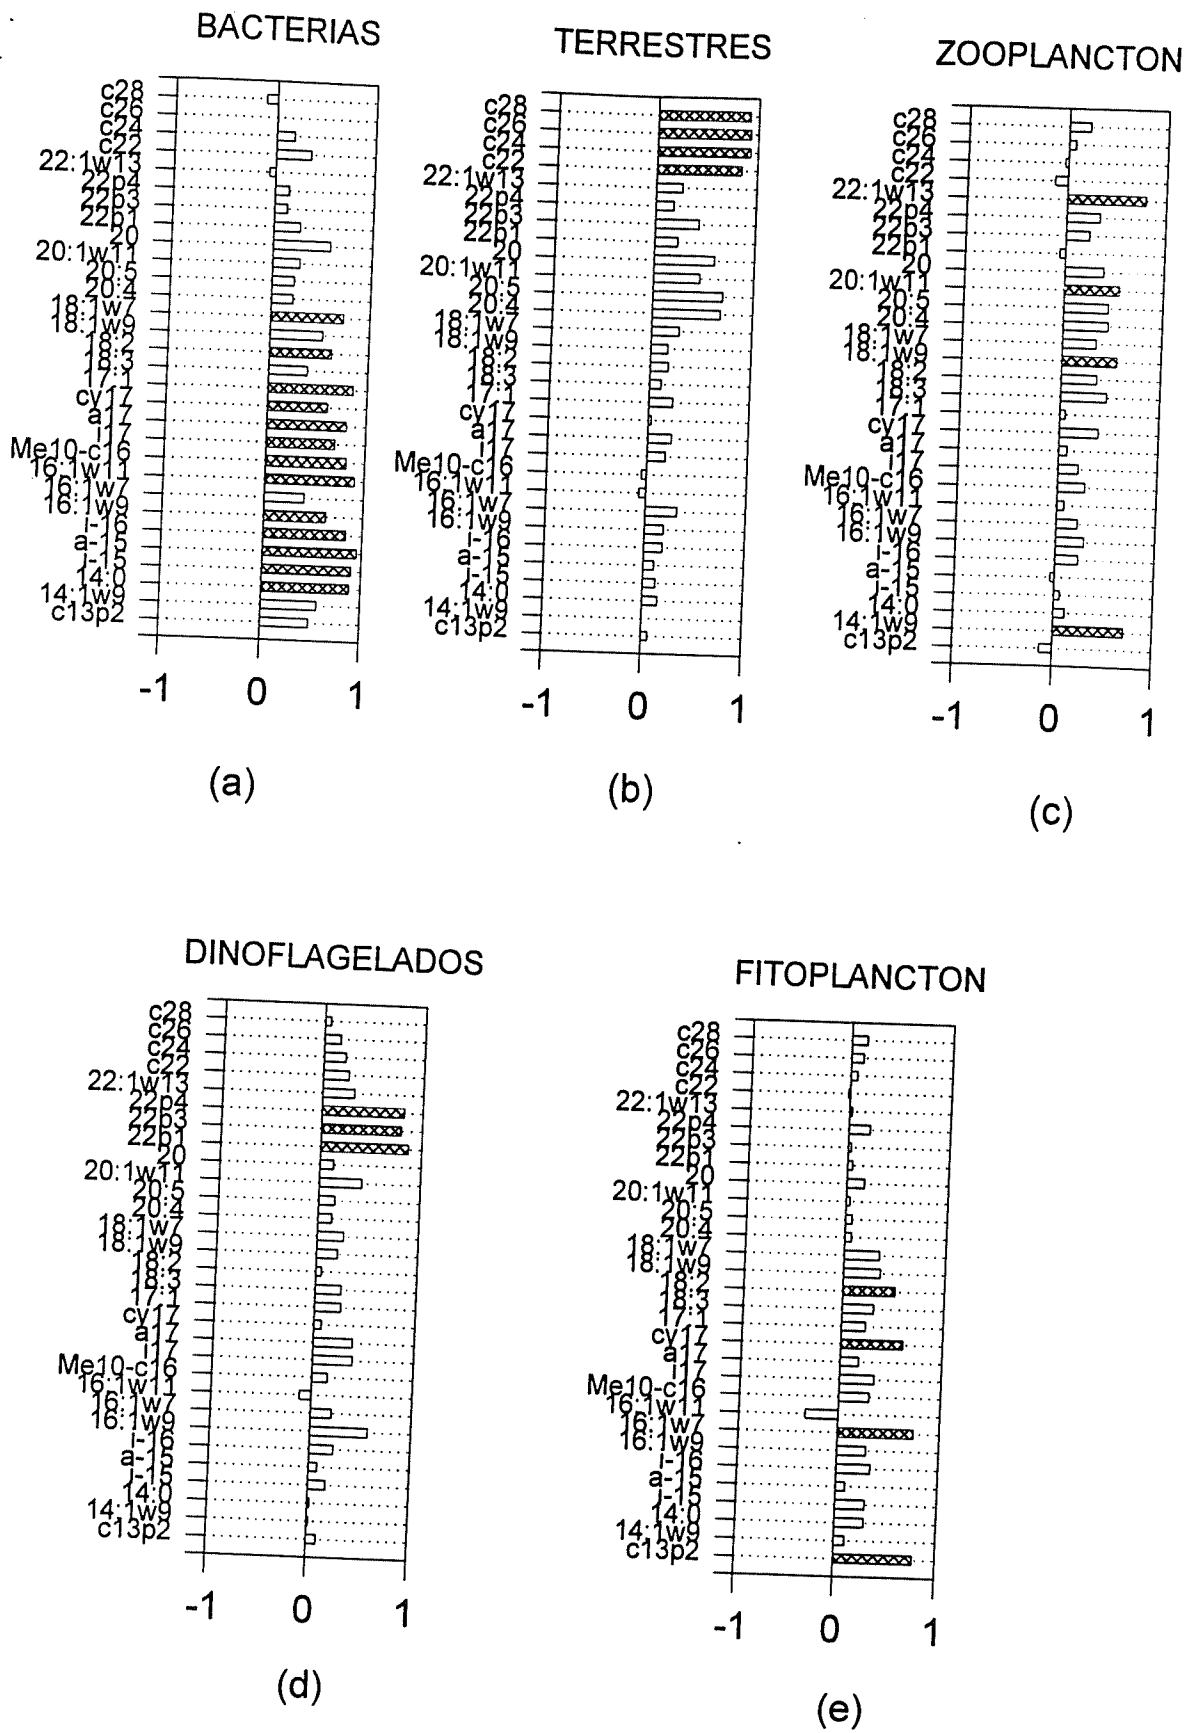 BACTERIAS
c28
c26
c24
c22
22:1w13
22p4
22p3
22p1
20
20:1w11
20:5
20:4
18:1w7
18:1w9
18:2
18:3
17:1
cy17
a17
i17
Me10-c16
16:1w11
16:1w7
16:1w9
i-16
a-15
i-15
14:0
14:1w9
c13p2
-1 0 1
(a)
TERRESTRES
c28
c26
c24
c22
22:1w13
22p4
22p3
22p1
20
20:1w11
20:5
20:4
18:1w7
18:1w9
18:2
18:3
17:1
cy17
a17
i17
Me10-c16
16:1w11
16:1w7
16:1w9
i-16
a-15
i-15
14:0
14:1w9
c13p2
-1 0 1
(b)
ZOOPLANCTON
c28
c26
c24
c22
22:1w13
22p4
22p3
22p1
20
20:1w11
20:5
20:4
18:1w7
18:1w9
18:2
18:3
17:1
cy17
a17
i17
Me10-c16
16:1w11
16:1w7
16:1w9
i-16
a-15
i-15
14:0
14:1w9
c13p2
-1 0 1
(c)
DINOFLAGELADOS
c28
c26
c24
c22
22:1w13
22p4
22p3
22p1
20
20:1w11
20:5
20:4
18:1w7
18:1w9
18:2
18:3
17:1
cy17
a17
i17
Me10-c16
16:1w11
16:1w7
16:1w9
i-16
a-15
i-15
14:0
14:1w9
c13p2
-1 0 1
(d)
FITOPLANCTON
c28
c26
c24
c22
22:1w13
22p4
22p3
22p1
20
20:1w11
20:5
20:4
18:1w7
18:1w9
18:2
18:3
17:1
cy17
a17
i17
Me10-c16
16:1w11
16:1w7
16:1w9
i-16
a-15
i-15
14:0
14:1w9
c13p2
-1 0 1
(e)